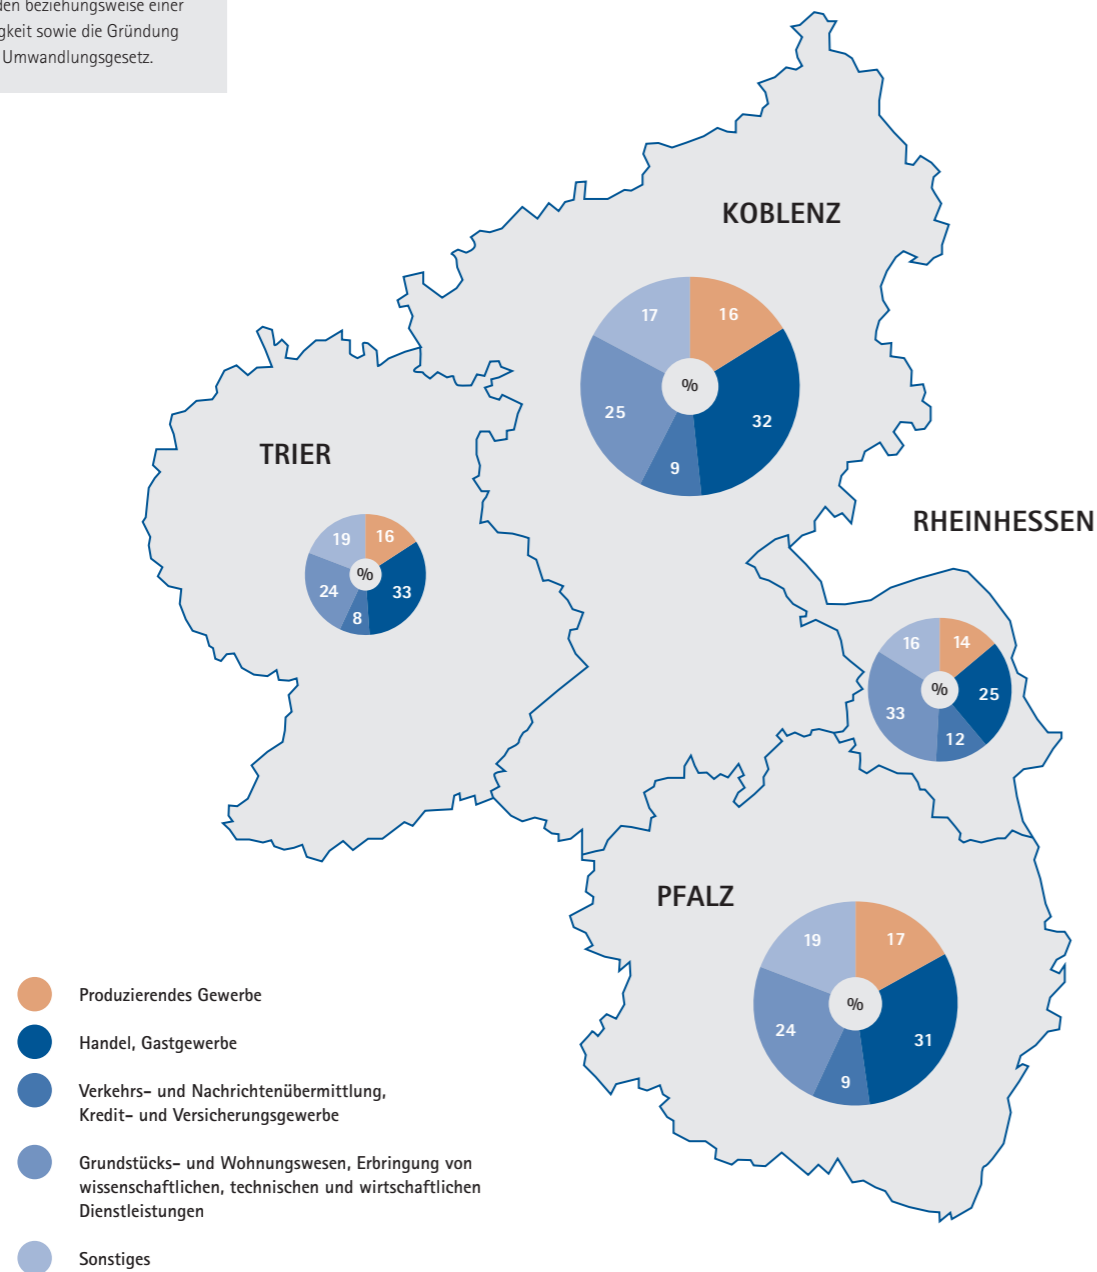 den beziehungsweise einer
gkeit sowie die Gründung
Umwandlungsgesetz.
KOBLENZ
17
16
%
25
32
9
TRIER
19
16
%
24
33
8
RHEINHESSEN
16
14
%
33
25
12
PFALZ
19
17
%
24
31
9
Produzierendes Gewerbe
Handel, Gastgewerbe
Verkehrs- und Nachrichtenübermittlung,
Kredit- und Versicherungsgewerbe
Grundstücks- und Wohnungswesen, Erbringung von
wissenschaftlichen, technischen und wirtschaftlichen
Dienstleistungen
Sonstiges